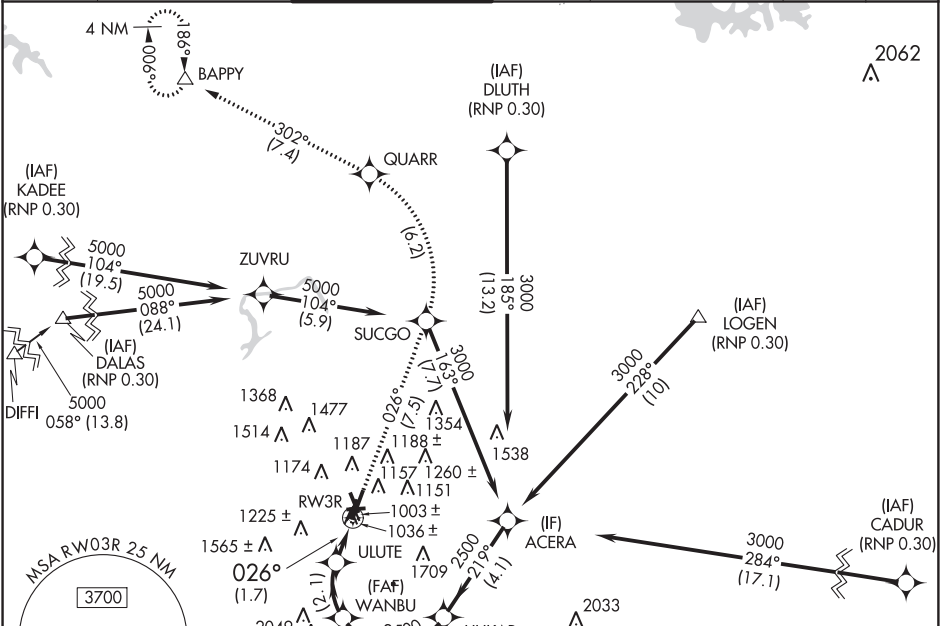 4 NM
186°
006°
BAPPY
2062
(IAF)
DLUTH
(RNP 0.30)
302°
(7.4)
QUARR
(IAF)
KADEE
(RNP 0.30)
(6.2)
5000
104°
(19.5)
ZUVRU
3000
185°
(13.2)
5000
088°
(24.1)
5000
104°
(5.9)
(IAF)
LOGEN
(RNP 0.30)
SUCGO
(IAF)
DALAS
(RNP 0.30)
3000
163°
(7.7)
3000
228°
(10)
DIFFI
5000
058° (13.8)
026°
(7.5)
1368
1477
1354
1514
1187
1188 ±
1538
1174
1157
1260 ±
1151
RW3R
1003 ±
1036 ±
1225 ±
(IF)
ACERA
(IAF)
CADUR
(RNP 0.30)
1565 ±
ULUTE
1709
2500
219°
(4.1)
3000
284°
(17.1)
MSA RW03R 25 NM
3700
026°
(1.7)
(2.1)
(FAF)
WANBU
2033